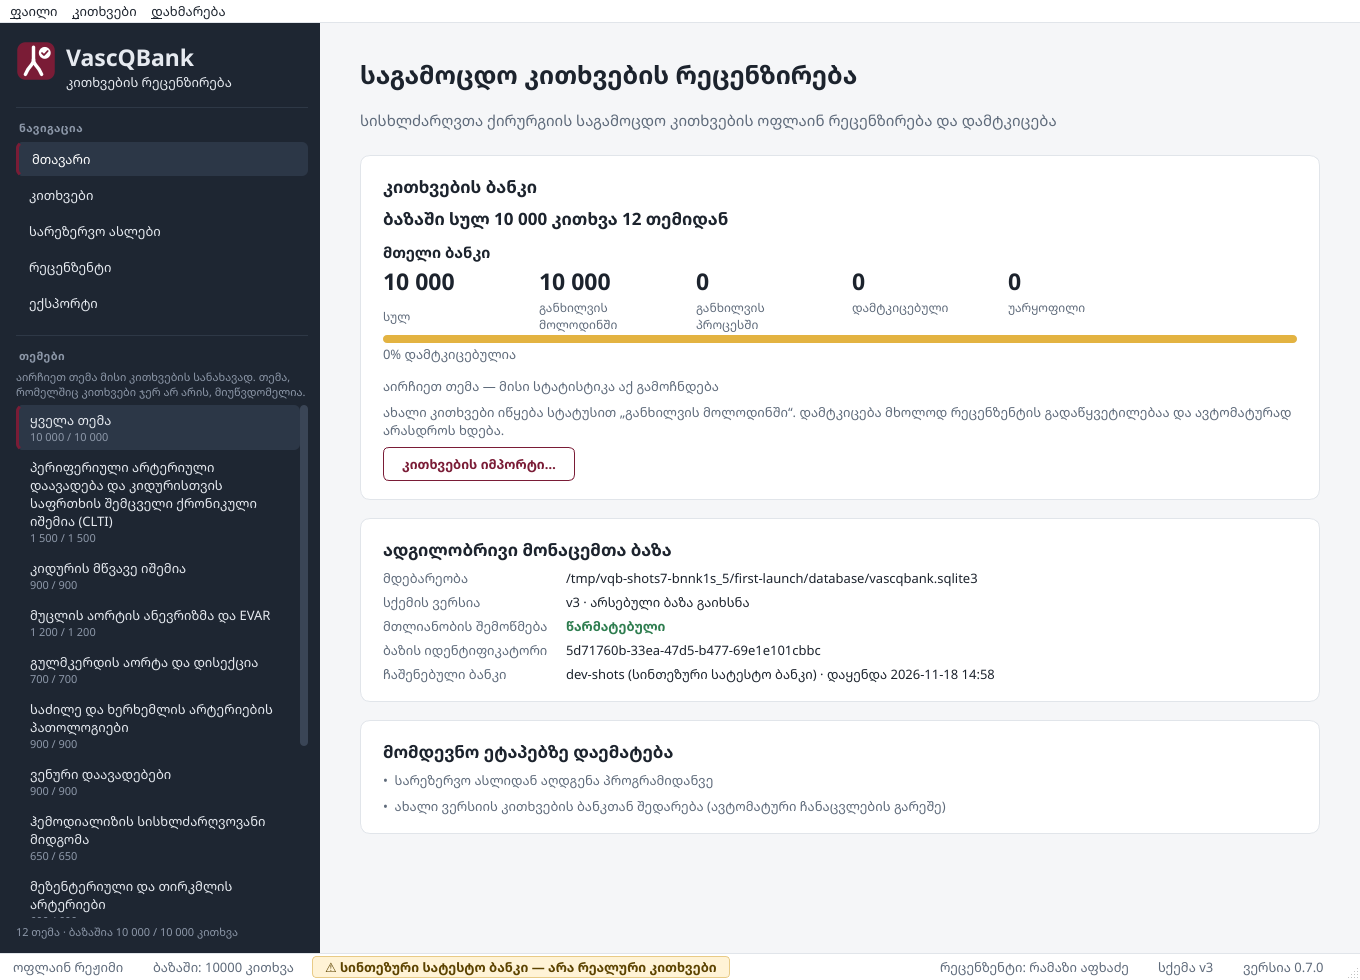 ფაილი კითხვები დახმარება
VascQBank
კითხვების რეცენზირება
ნავიგაცია
მთავარი
კითხვები
სარეზერვო ასლები
რეცენზენტი
ექსპორტი
თემები
აირჩიეთ თემა მისი კითხვების სანახავად. თემა,
რომელშიც კითხვები ჯერ არ არის, მიუწვდომელია.
ყველა თემა
10 000 / 10 000
პერიფერიული არტერიული
დაავადება და კიდურისთვის
საფრთხის შემცველი ქრონიკული
იშემია (CLTI)
1 500 / 1 500
კიდურის მწვავე იშემია
900 / 900
მუცლის აორტის ანევრიზმა და EVAR
1 200 / 1 200
გულმკერდის აორტა და დისექცია
700 / 700
საძილე და ხერხემლის არტერიების
პათოლოგიები
900 / 900
ვენური დაავადებები
900 / 900
ჰემოდიალიზის სისხლძარღვოვანი
მიდგომა
650 / 650
მეზენტერიული და თირკმლის
არტერიები
12 თემა · ბაზაშია 10 000 / 10 000 კითხვა
საგამოცდო კითხვების რეცენზირება
სისხლძარღვთა ქირურგიის საგამოცდო კითხვების ოფლაინ რეცენზირება და დამტკიცება
კითხვების ბანკი
ბაზაში სულ 10 000 კითხვა 12 თემიდან
მთელი ბანკი
10 000 10 000 0 0 0
სულ განხილვის მოლოდინში განხილვის პროცესში დამტკიცებული უარყოფილი
0% დამტკიცებულია
აირჩიეთ თემა — მისი სტატისტიკა აქ გამოჩნდება
ახალი კითხვები იწყება სტატუსით „განხილვის მოლოდინში“. დამტკიცება მხოლოდ რეცენზენტის გადაწყვეტილებაა და ავტომატურად
არასდროს ხდება.
კითხვების იმპორტი...
ადგილობრივი მონაცემთა ბაზა
მდებარეობა /tmp/vqb-shots7-bnnk1s_5/first-launch/database/vascqbank.sqlite3
სქემის ვერსია v3 · არსებული ბაზა გაიხსნა
მთლიანობის შემოწმება წარმატებული
ბაზის იდენტიფიკატორი 5d71760b-33ea-47d5-b477-69e1e101cbbc
ჩაშენებული ბანკი dev-shots (სინთეზური სატესტო ბანკი) · დაყენდა 2026-11-18 14:58
მომდევნო ეტაპებზე დაემატება
• სარეზერვო ასლიდან აღდგენა პროგრამიდანვე
• ახალი ვერსიის კითხვების ბანკთან შედარება (ავტომატური ჩანაცვლების გარეშე)
ოფლაინ რეჟიმი ბაზაში: 10000 კითხვა ⚠ სინთეზური სატესტო ბანკი — არა რეალური კითხვები რეცენზენტი: რამაზი აფხაძე სქემა v3 ვერსია 0.7.0